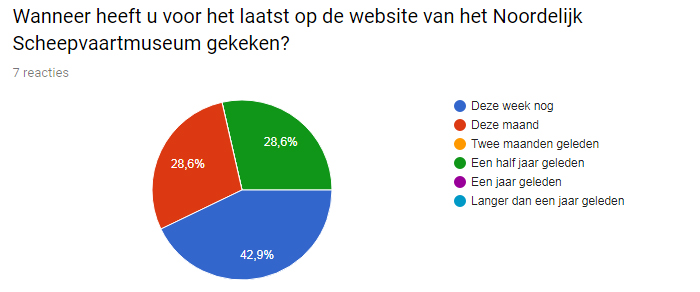 Wanneer heeft u voor het laatst op de website van het Noordelijk
Scheepvaartmuseum gekeken?
7 reacties
28,6%
28,6%
42,9%
Deze week nog
Deze maand
Twee maanden geleden
Een half jaar geleden
Een jaar geleden
Langer dan een jaar geleden